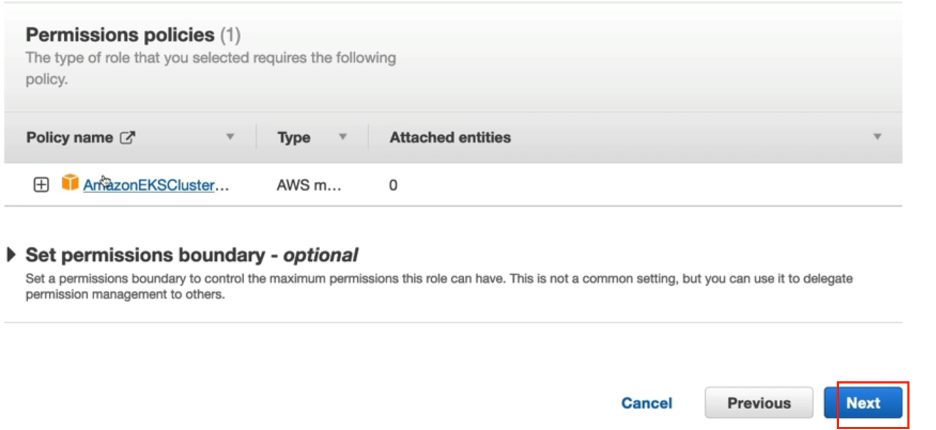 Permissions policies (1)
The type of role that you selected requires the following
policy.
Policy name Type Attached entities
AmazonEKSCluster... AWS m... 0
Set permissions boundary - optional
Set a permissions boundary to control the maximum permissions this role can have. This is not a common setting, but you can use it to delegate
permission management to others.
Cancel Previous Next